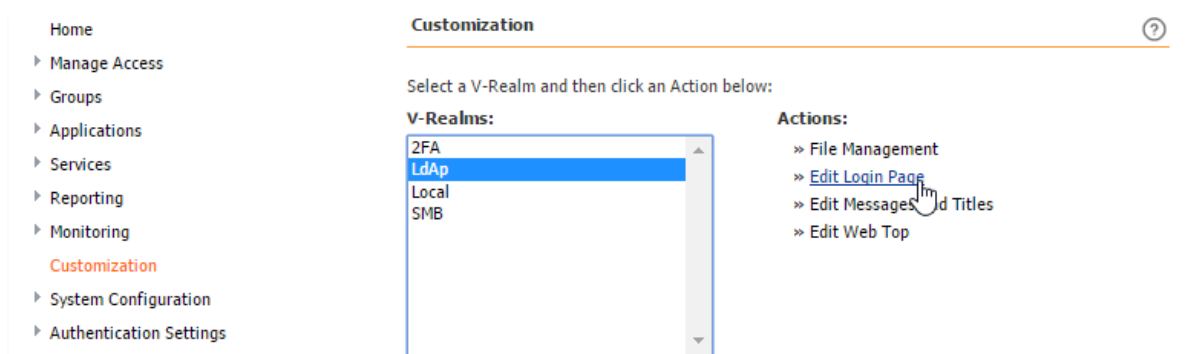 Home
Manage Access
Groups
Applications
Services
Reporting
Monitoring
Customization
System Configuration
Authentication Settings
Customization
?
Select a V-Realm and then click an Action below:
V-Realms:
2FA
LdAp
Local
SMB
Actions:
» File Management
» Edit Login Page
» Edit Messages Titles
» Edit Web Top